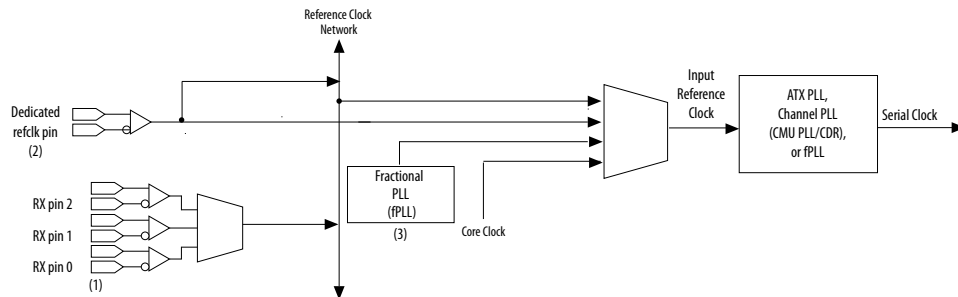 Reference Clock
Network
Dedicated
refclk pin
(2)
Input
Reference
Clock
ATX PLL,
Channel PLL
(CMU PLL/CDR),
or fPLL
Serial Clock
Fractional
PLL
(fPLL)
(3)
Core Clock
RX pin 2
RX pin 1
RX pin 0
(1)